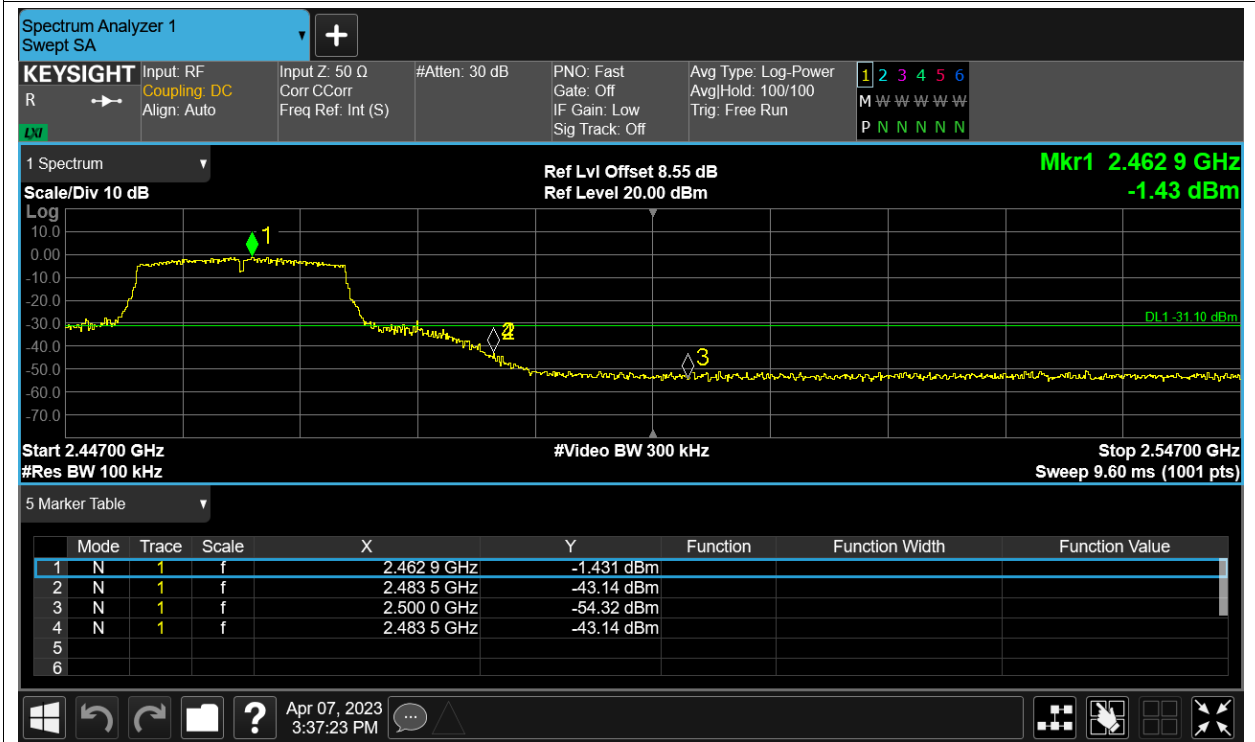 Spectrum Analyzer 1
Swept SA
KEYSIGHT Input: RF Input Z: 50 Ω #Atten: 30 dB PNO: Fast Avg Type: Log-Power 1 2 3 4 5 6
R Coupling: DC Corr CCorr Gate: Off Avg|Hold: 100/100 M W W W W W
Align: Auto Freq Ref: Int (S) IF Gain: Low Trig: Free Run
LXI Sig Track: Off P N N N N N
1 Spectrum Ref Lvl Offset 8.55 dB Mkr1 2.462 9 GHz
Scale/Div 10 dB Ref Level 20.00 dBm -1.43 dBm
Log
10.0
1
0.00
-10.0
-20.0
-30.0 DL1 -31.10 dBm
2
-40.0
3
-50.0
-60.0
-70.0
Start 2.44700 GHz #Video BW 300 kHz Stop 2.54700 GHz
#Res BW 100 kHz Sweep 9.60 ms (1001 pts)
5 Marker Table
Mode Trace Scale X Y Function Function Width Function Value
1 N 1 f 2.462 9 GHz -1.431 dBm
2 N 1 f 2.483 5 GHz -43.14 dBm
3 N 1 f 2.500 0 GHz -54.32 dBm
4 N 1 f 2.483 5 GHz -43.14 dBm
5
6
? Apr 07, 2023
3:37:23 PM